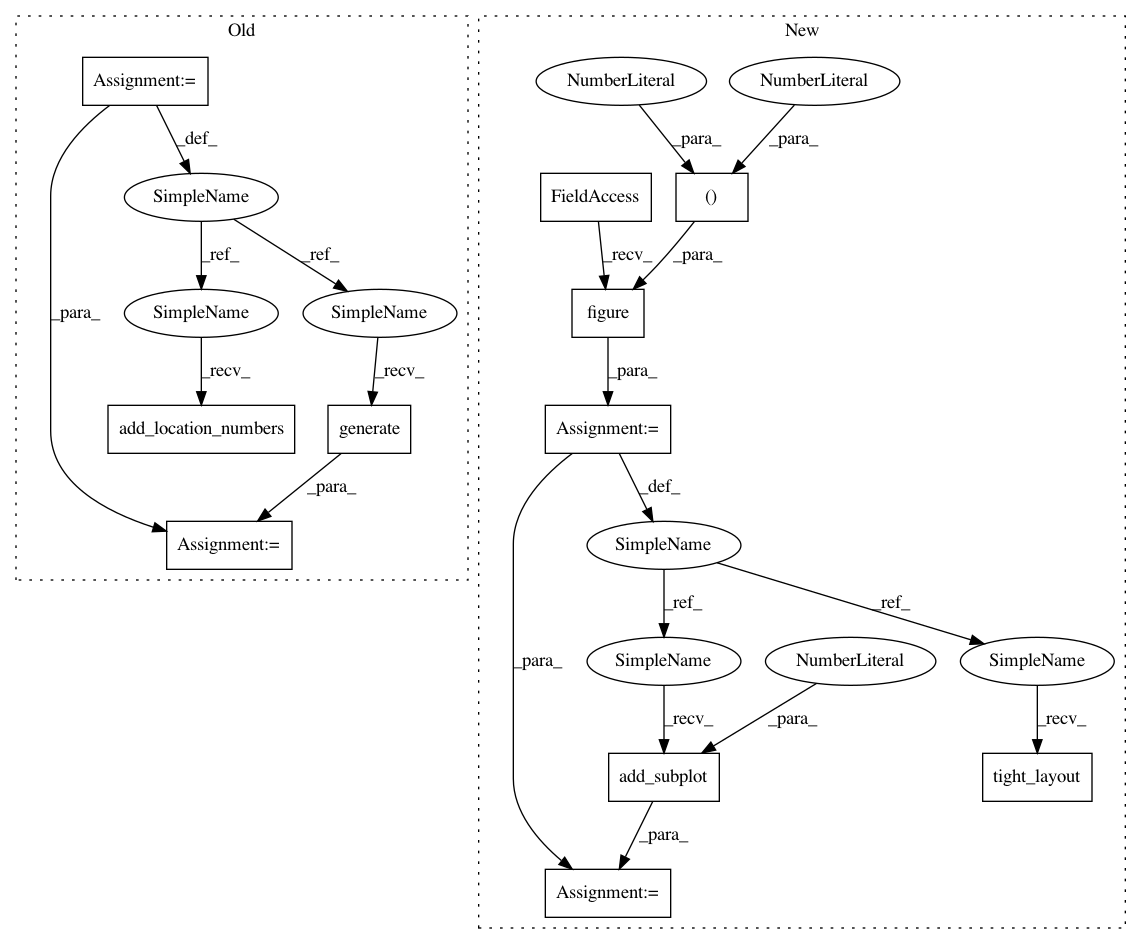 Old
New
Assignment:=
NumberLiteral
NumberLiteral
_def_
_para_
_para_
SimpleName
FieldAccess
()
_ref_
_ref_
_recv_
_para_
_para_
SimpleName
SimpleName
figure
_recv_
_recv_
_para_
add_location_numbers
generate
Assignment:=
_para_
_def_
Assignment:=
SimpleName
_ref_
_ref_
_para_
SimpleName
NumberLiteral
SimpleName
_recv_
_para_
_recv_
add_subplot
tight_layout
_para_
Assignment:=